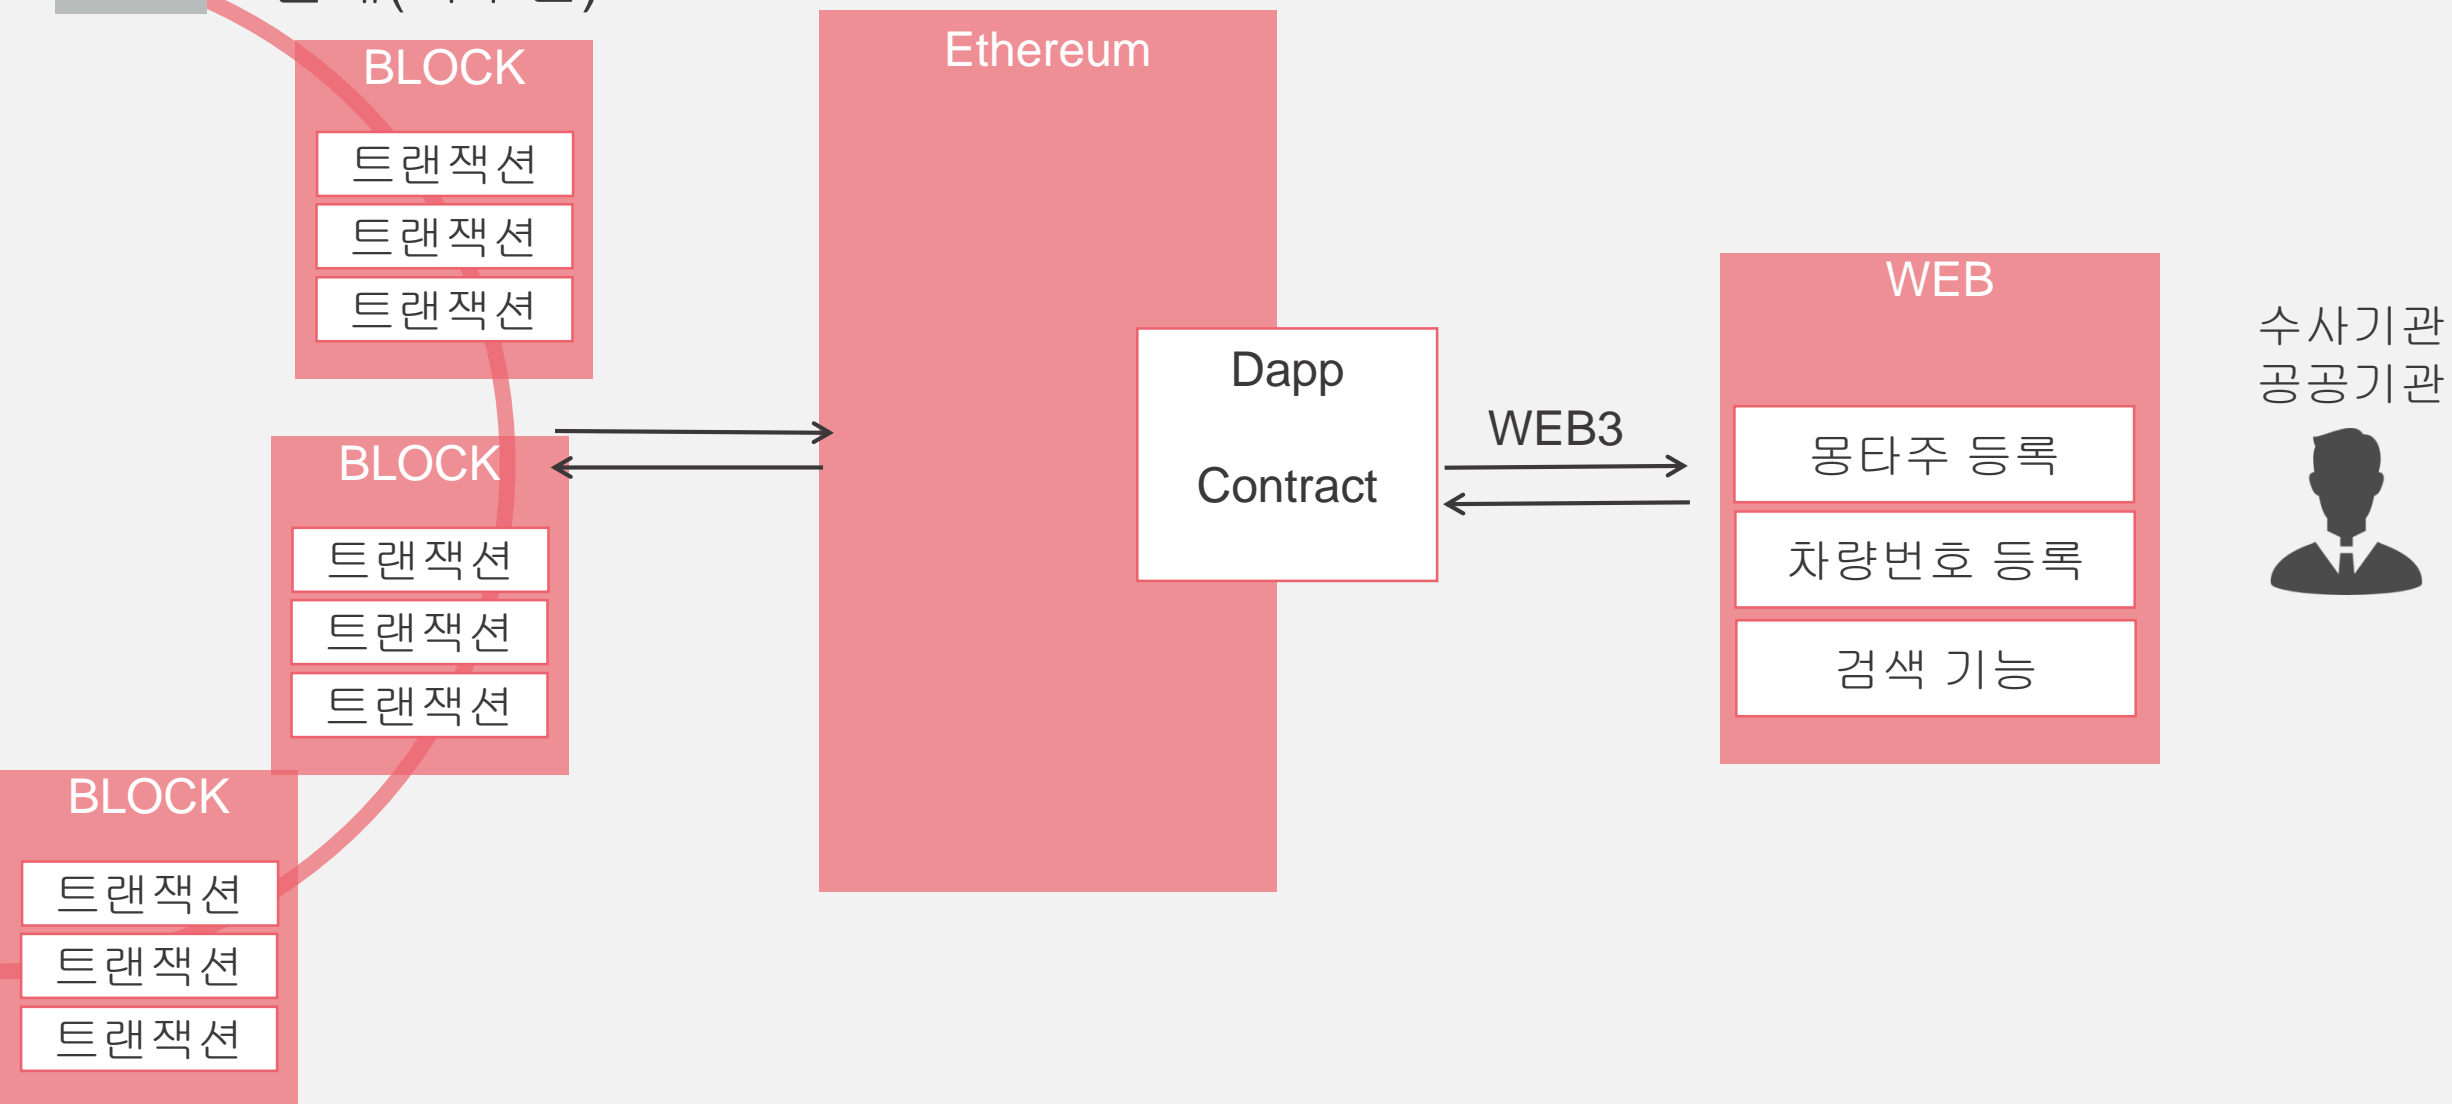 BLOCK
트랜잭션
트랜잭션
트랜잭션
BLOCK
트랜잭션
트랜잭션
트랜잭션
BLOCK
트랜잭션
트랜잭션
트랜잭션
Ethereum
Dapp
Contract
WEB3
WEB
몽타주 등록
차량번호 등록
검색 기능
수사기관
공공기관